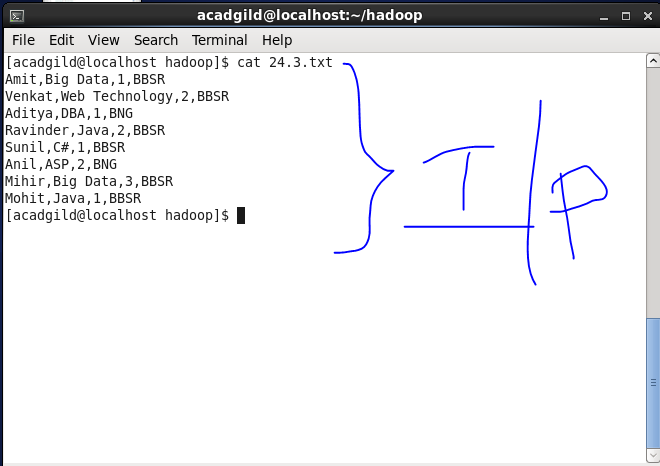 acadgild@localhost:~/hadoop
File Edit View Search Terminal Help
[acadgild@localhost hadoop]$ cat 24.3.txt
Amit,Big Data,1,BBSR
Venkat,Web Technology,2,BBSR
Aditya,DBA,1,BNG
Ravinder,Java,2,BBSR
Sunil,C#,1,BBSR
Anil,ASP,2,BNG
Mihir,Big Data,3,BBSR
Mohit,Java,1,BBSR
[acadgild@localhost hadoop]$
I|P